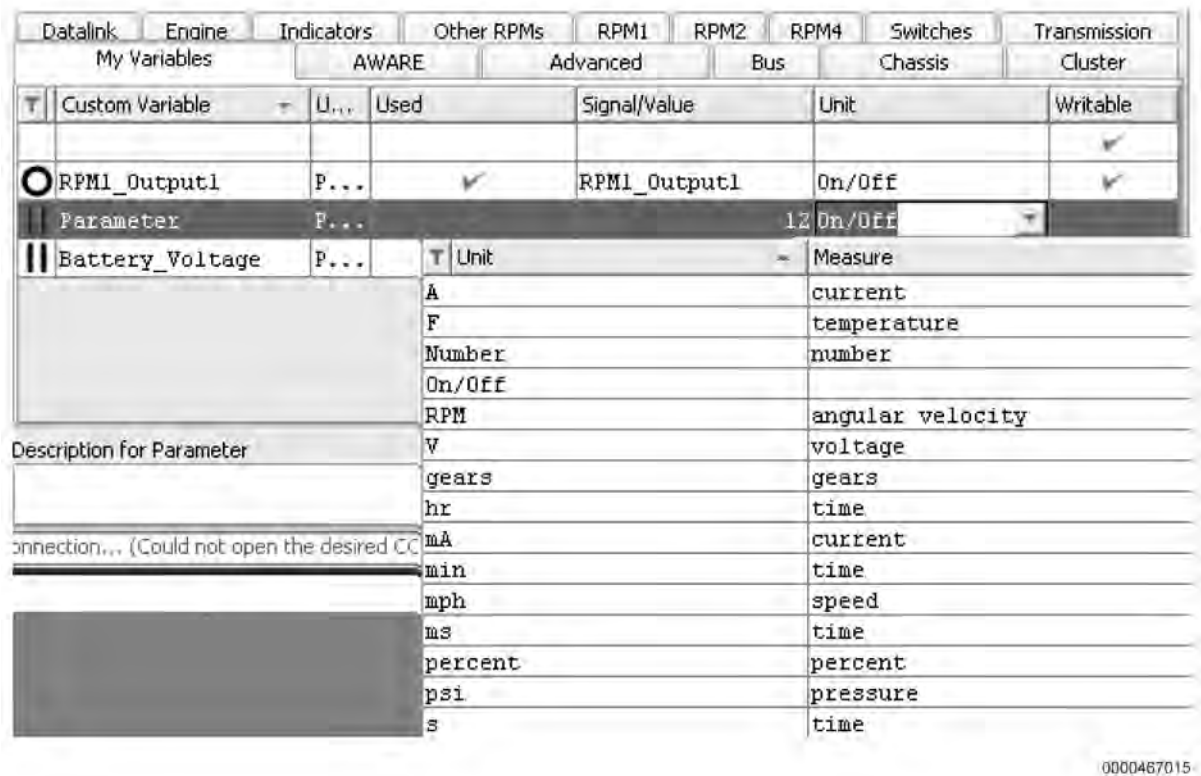 Datalink Engine Indicators Other RPMs RPM1 RPM2 RPM4 Switches Transmission
My Variables AWARE Advanced Bus Chassis Cluster
Custom Variable U... Used Signal/Value Unit Writable
RPM1_Output1 P... RPM1_Output1 On/Off
Parameter P... 12 On/Off
Battery_Voltage P... Unit Measure
A current
F temperature
Number number
On/Off
RPM angular velocity
Description for Parameter V voltage
gears gears
hr time
onnection... (Could not open the desired CC mA current
min time
mph speed
ms time
percent percent
psi pressure
s time
0000467015